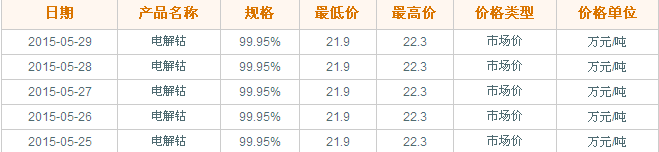 日期 产品名称 规格 最低价 最高价 价格类型 价格单位
2015-05-29 电解钴 99.95% 21.9 22.3 市场价 万元/吨
2015-05-28 电解钴 99.95% 21.9 22.3 市场价 万元/吨
2015-05-27 电解钴 99.95% 21.9 22.3 市场价 万元/吨
2015-05-26 电解钴 99.95% 21.9 22.3 市场价 万元/吨
2015-05-25 电解钴 99.95% 21.9 22.3 市场价 万元/吨